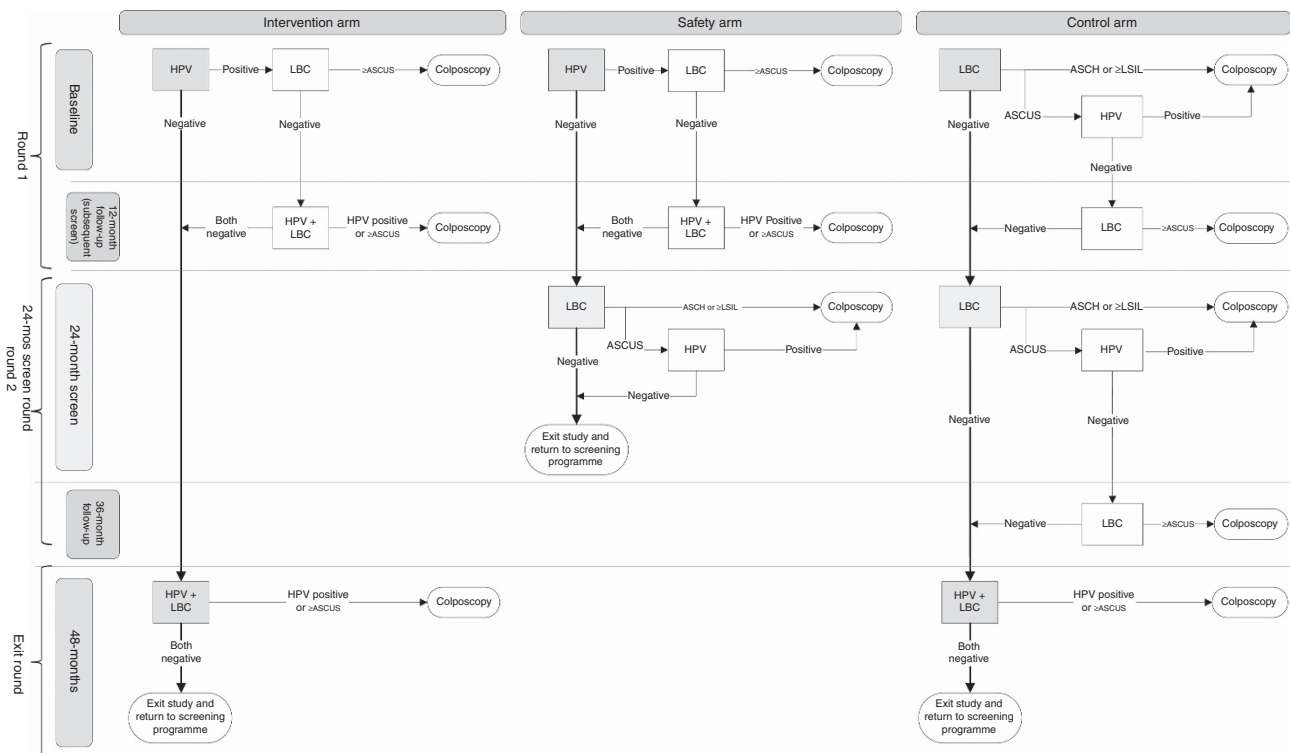 Intervention arm
Safety arm
Control arm
Round 1
Baseline
HPV
Positive
LBC
≥ASCUS
Colposcopy
Negative
Negative
HPV
Positive
LBC
≥ASCUS
Colposcopy
Negative
Negative
LBC
ASCH or ≥LSIL
Colposcopy
ASCUS
HPV
Positive
Negative
Negative
12-month
follow-up
(subsequent
screen)
Both
negative
HPV +
LBC
HPV positive
or ≥ASCUS
Colposcopy
Both
negative
HPV +
LBC
HPV Positive
or ≥ASCUS
Colposcopy
Negative
LBC
≥ASCUS
Colposcopy
24-mos screen round
round 2
24-month screen
LBC
ASCH or ≥LSIL
Colposcopy
ASCUS
HPV
Positive
Negative
Negative
Exit study and
return to screening
programme
LBC
ASCH or ≥LSIL
Colposcopy
ASCUS
HPV
Positive
Negative
Negative
36-month
follow-up
Negative
LBC
≥ASCUS
Colposcopy
Exit round
48-months
HPV +
LBC
HPV positive
or ≥ASCUS
Colposcopy
Both
negative
Exit study and
return to screening
programme
HPV +
LBC
HPV positive
or ≥ASCUS
Colposcopy
Both
negative
Exit study and
return to screening
programme